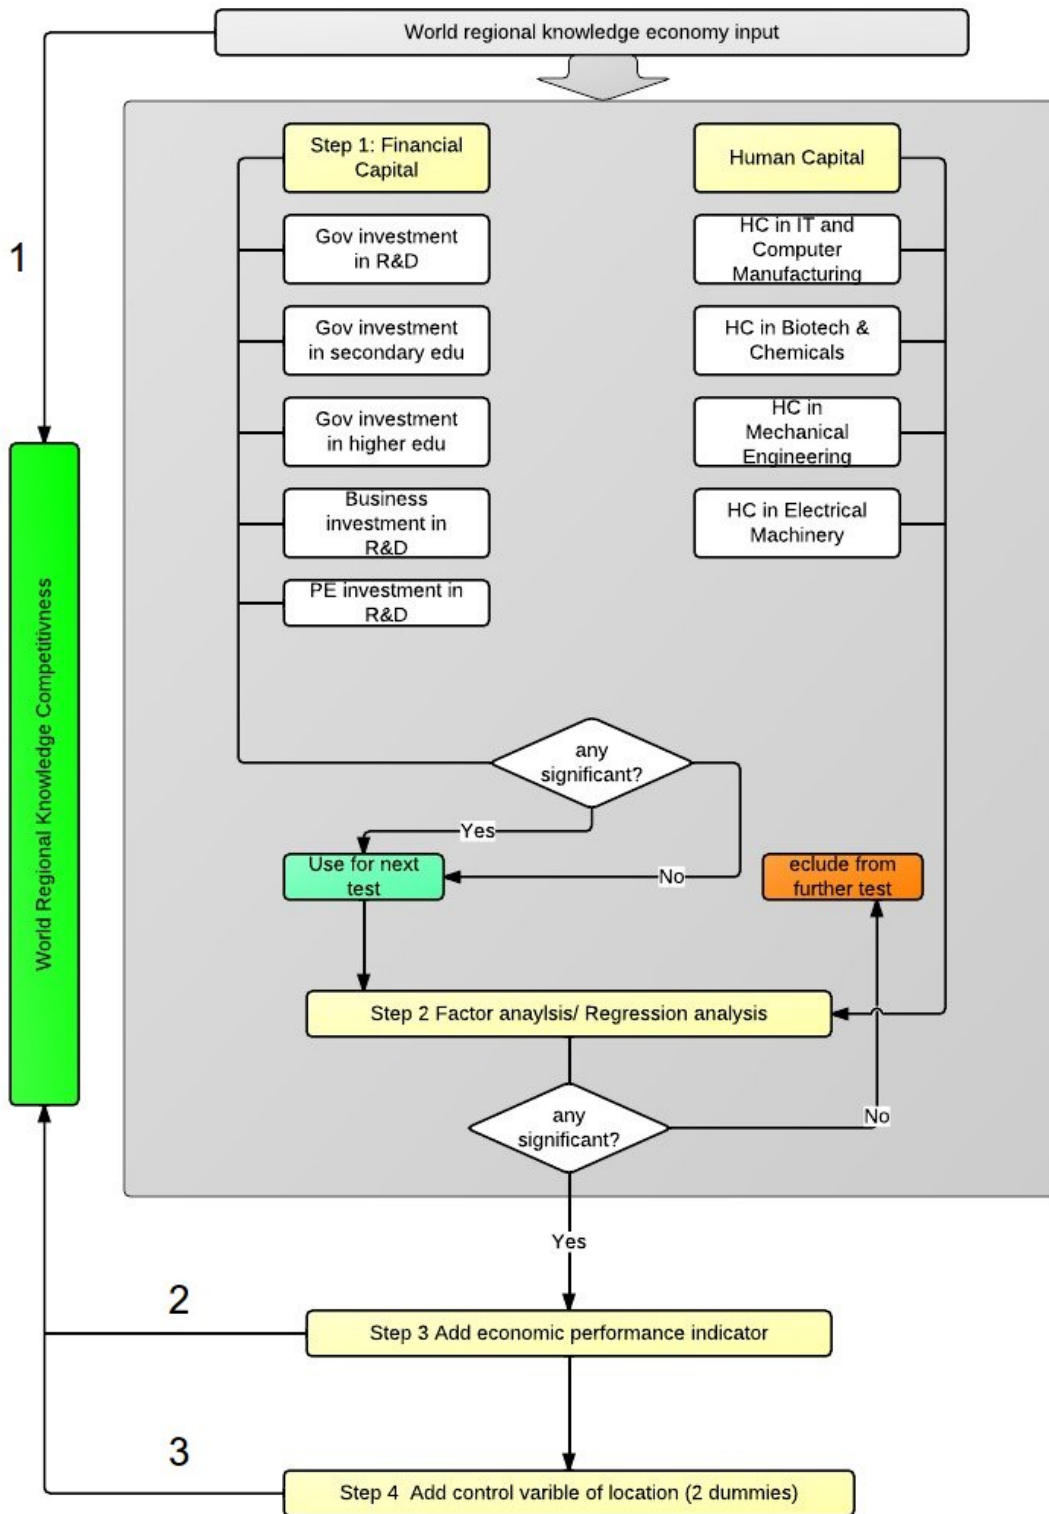 World regional knowledge economy input
Step 1: Financial
Capital
Human Capital
Gov investment
in R&D
HC in IT and
Computer
Manufacturing
1
Gov investment
in secondary edu
HC in Biotech &
Chemicals
Gov investment
in higher edu
HC in
Mechanical
Engineering
Business
investment in
R&D
HC in Electrical
Machinery
PE investment in
R&D
World Regional Knowledge Competitivness
any
significant?
Yes
Use for next
test
No
eclude from
further test
Step 2 Factor anaylsis/ Regression analysis
any
significant?
No
Yes
2
Step 3 Add economic performance indicator
3
Step 4 Add control varible of location (2 dummies)